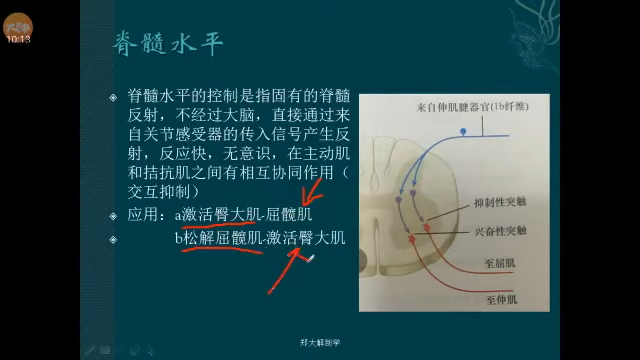 10:13
脊髓水平
脊髓水平的控制是指固有的脊髓
反射，不经过大脑，直接通过来
自关节感受器的传入信号产生反
射，反应快，无意识，在主动肌
和拮抗肌之间有相互协同作用（
交互抑制）
应用：a激活臀大肌-屈髋肌
b松解屈髋肌-激活臀大肌
来自伸肌腱器官(1b纤维)
抑制性突触
兴奋性突触
至屈肌
至伸肌
郑大解剖学